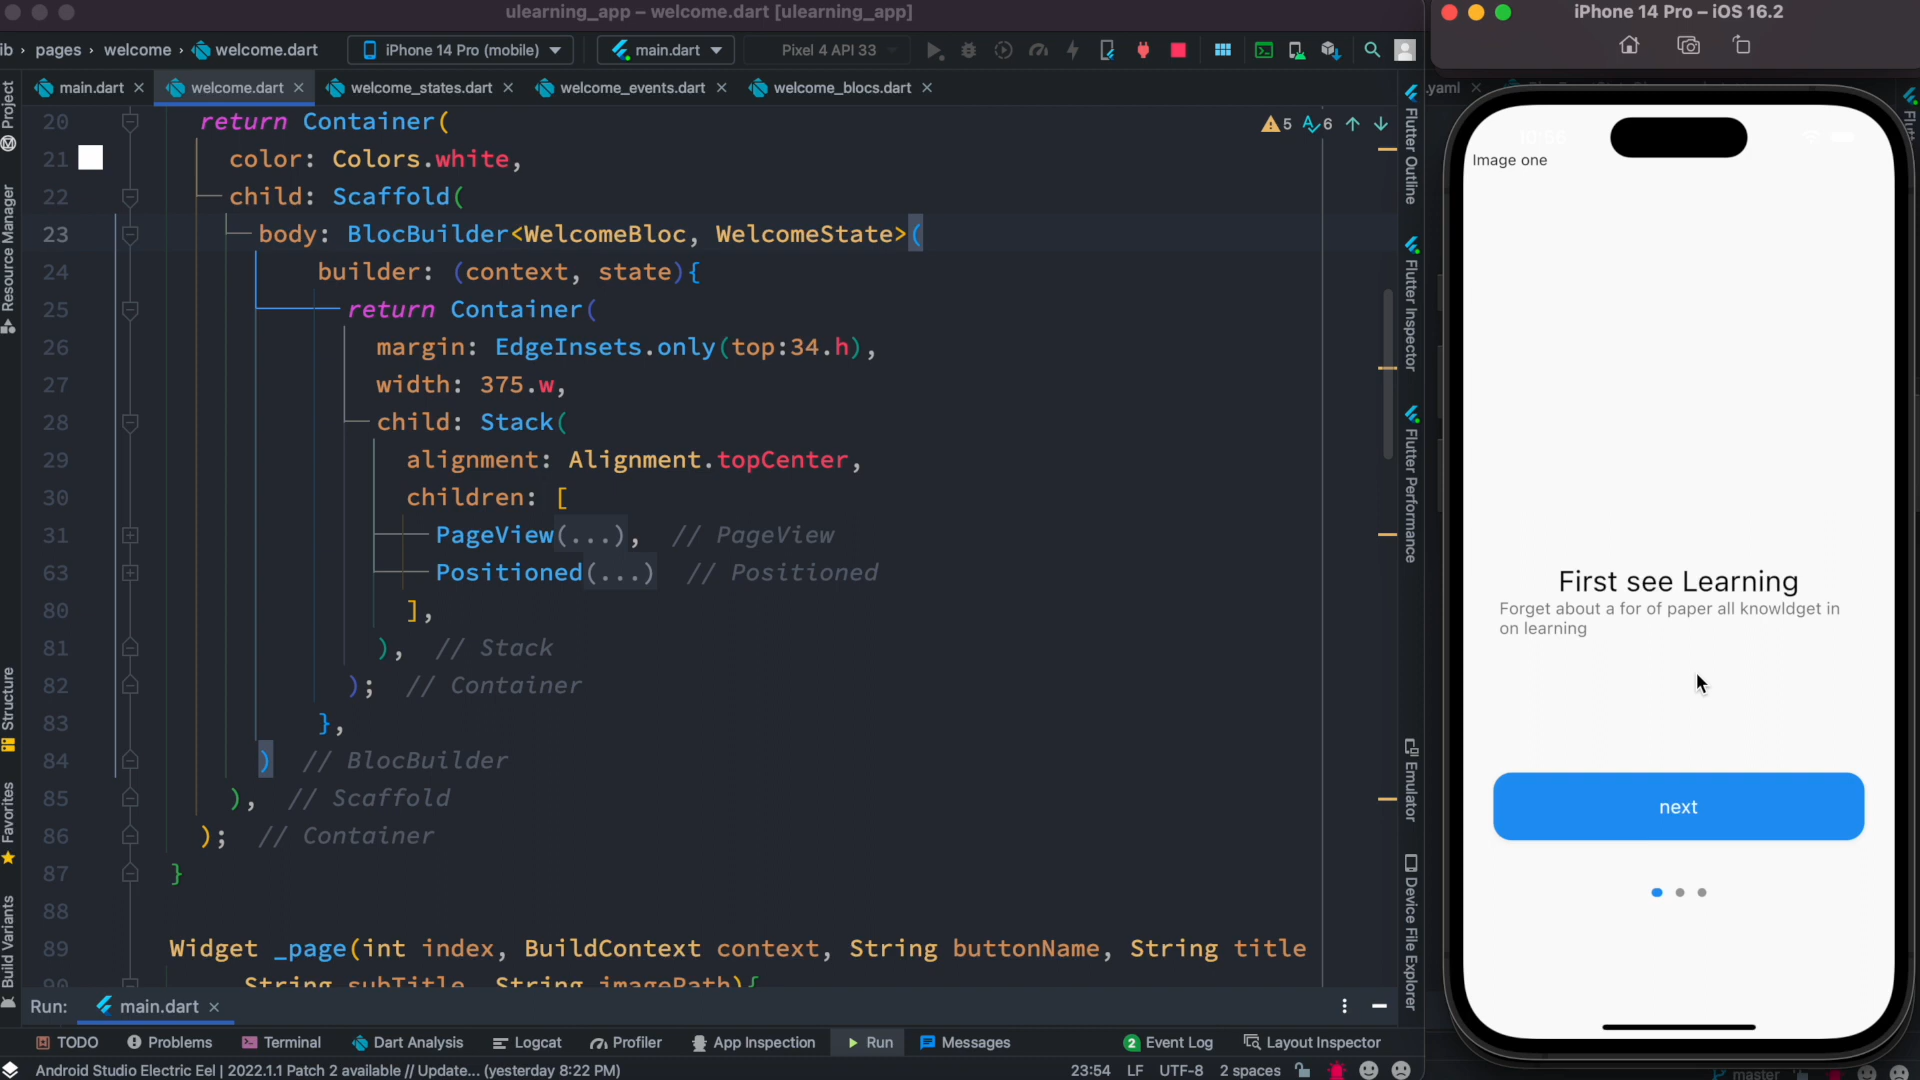 ulearning_app – welcome.dart [ulearning_app]
iPhone 14 Pro – iOS 16.2
ib › pages › welcome › welcome.dart
iPhone 14 Pro (mobile)
main.dart
Pixel 4 API 33
main.dart
welcome.dart
welcome_states.dart
welcome_events.dart
welcome_blocs.dart
.yaml
20 return Container(
5 6
21 color: Colors.white,
22 child: Scaffold(
23 body: BlocBuilder<WelcomeBloc, WelcomeState>(
24 builder: (context, state){
25 return Container(
26 margin: EdgeInsets.only(top:34.h),
27 width: 375.w,
28 child: Stack(
29 alignment: Alignment.topCenter,
30 children: [
31 PageView(...), // PageView
63 Positioned(...) // Positioned
80 ],
81 ), // Stack
82 ); // Container
83 },
84 ) // BlocBuilder
85 ), // Scaffold
86 ); // Container
87 }
88
89 Widget _page(int index, BuildContext context, String buttonName, String title
90 String subTitle, String imagePath){
Project
Resource Manager
Structure
Favorites
Build Variants
Flutter Outline
Flutter Inspector
Flutter Performance
Emulator
Device File Explorer
Image one
First see Learning
Forget about a for of paper all knowldget in
on learning
next
Run: main.dart
TODO
Problems
Terminal
Dart Analysis
Logcat
Profiler
App Inspection
Run
Messages
2 Event Log
Layout Inspector
Android Studio Electric Eel | 2022.1.1 Patch 2 available // Update... (yesterday 8:22 PM)
23:54 LF UTF-8 2 spaces
master